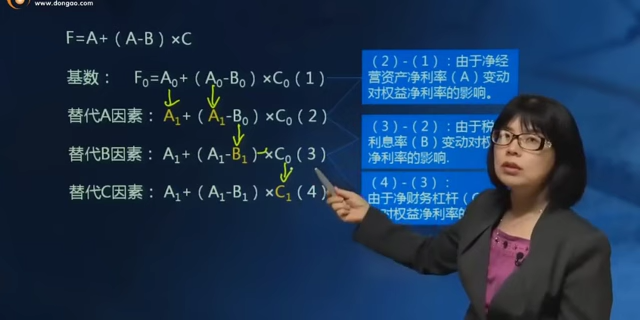 www.dongao.com
F=A+(A-B)×C
基数: F₀=A₀+(A₀-B₀)×C₀(1)
替代A因素: A₁+(A₁-B₀)×C₀(2)
替代B因素: A₁+(A₁-B₁)×C₀(3)
替代C因素: A₁+(A₁-B₁)×C₁(4)
(2)-(1):由于净经
营资产净利率(A)变动
对权益净利率的影响。
(3)-(2):由于税
利息率(B)变动对权
净利率的影响.
(4)-(3):
由于净财务杠杆(C
对权益净利率的